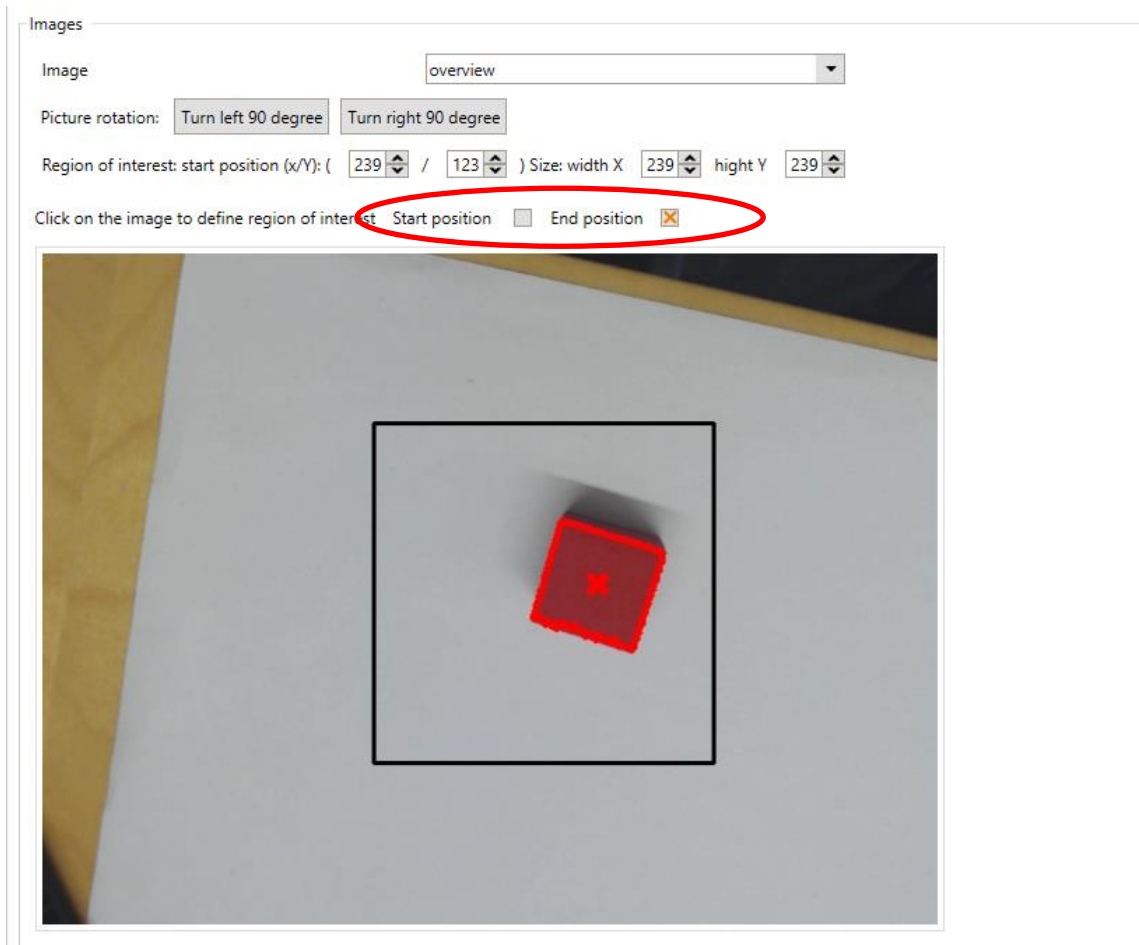 Images
Image overview
Picture rotation: Turn left 90 degree Turn right 90 degree
Region of interest: start position (x/Y): ( 239 / 123 ) Size: width X 239 hight Y 239
Click on the image to define region of interest Start position End position